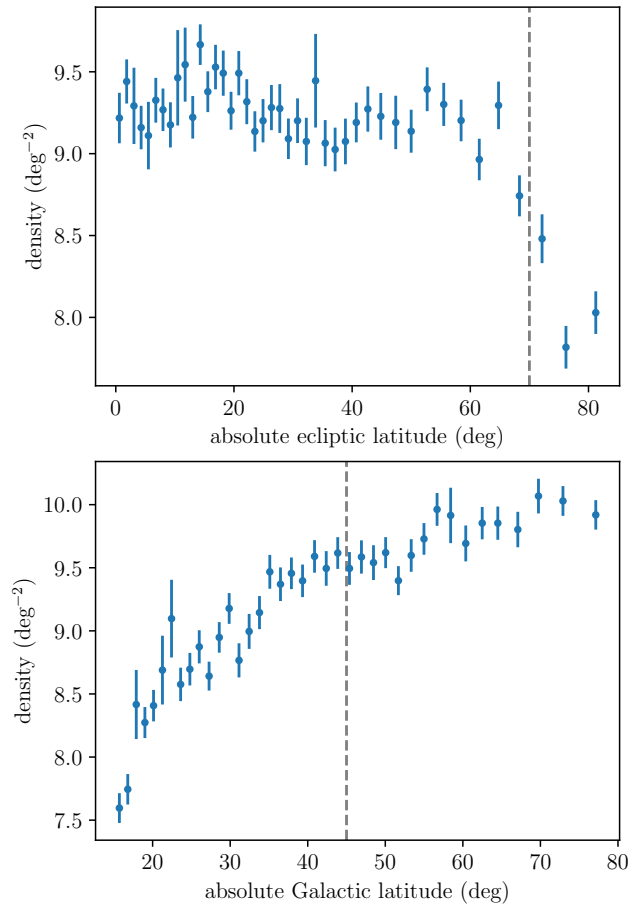 9.5
9.0
8.5
8.0
density (deg⁻²)
0 20 40 60 80
absolute ecliptic latitude (deg)
10.0
9.5
9.0
8.5
8.0
7.5
density (deg⁻²)
20 30 40 50 60 70 80
absolute Galactic latitude (deg)